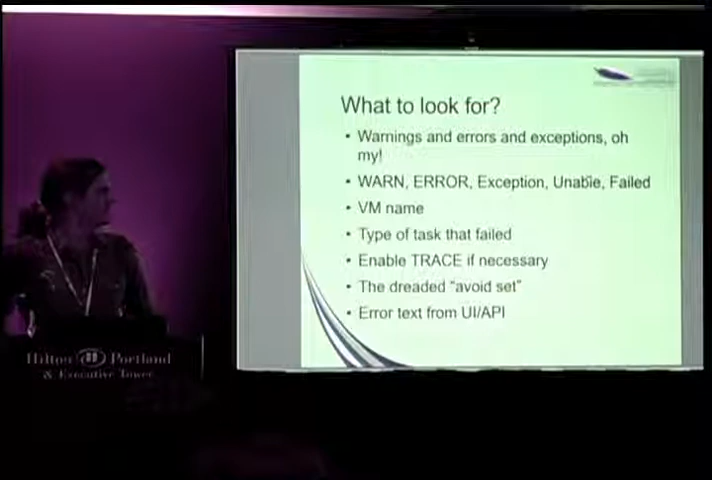 What to look for?
• Warnings and errors and exceptions, oh
my!
• WARN, ERROR, Exception, Unable, Failed
• VM name
• Type of task that failed
• Enable TRACE if necessary
• The dreaded "avoid set"
• Error text from UI/API
Hilton Portland
& Executive Tower